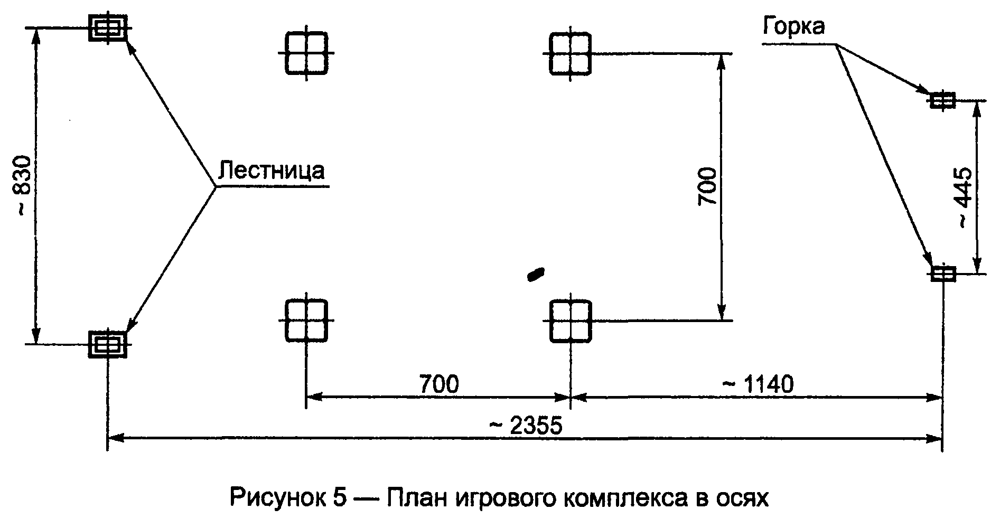 Горка
~ 830
Лестница
700
~ 445
700
~ 1140
~ 2355
Рисунок 5 — План игрового комплекса в осях